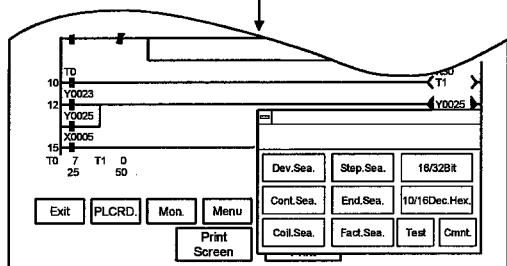 T0 K50
10 T1
Y0023
12 Y0025
Y0025
X0005
15
T0 7 T1 0
25 50
Dev.Sea. Step.Sea. 16/32Bit
Cont.Sea. End.Sea. 10/16Dec.Hex.
Coil.Sea. Fact.Sea. Test Cmnt.
Exit PLCRD. Mon. Menu
Print
Screen